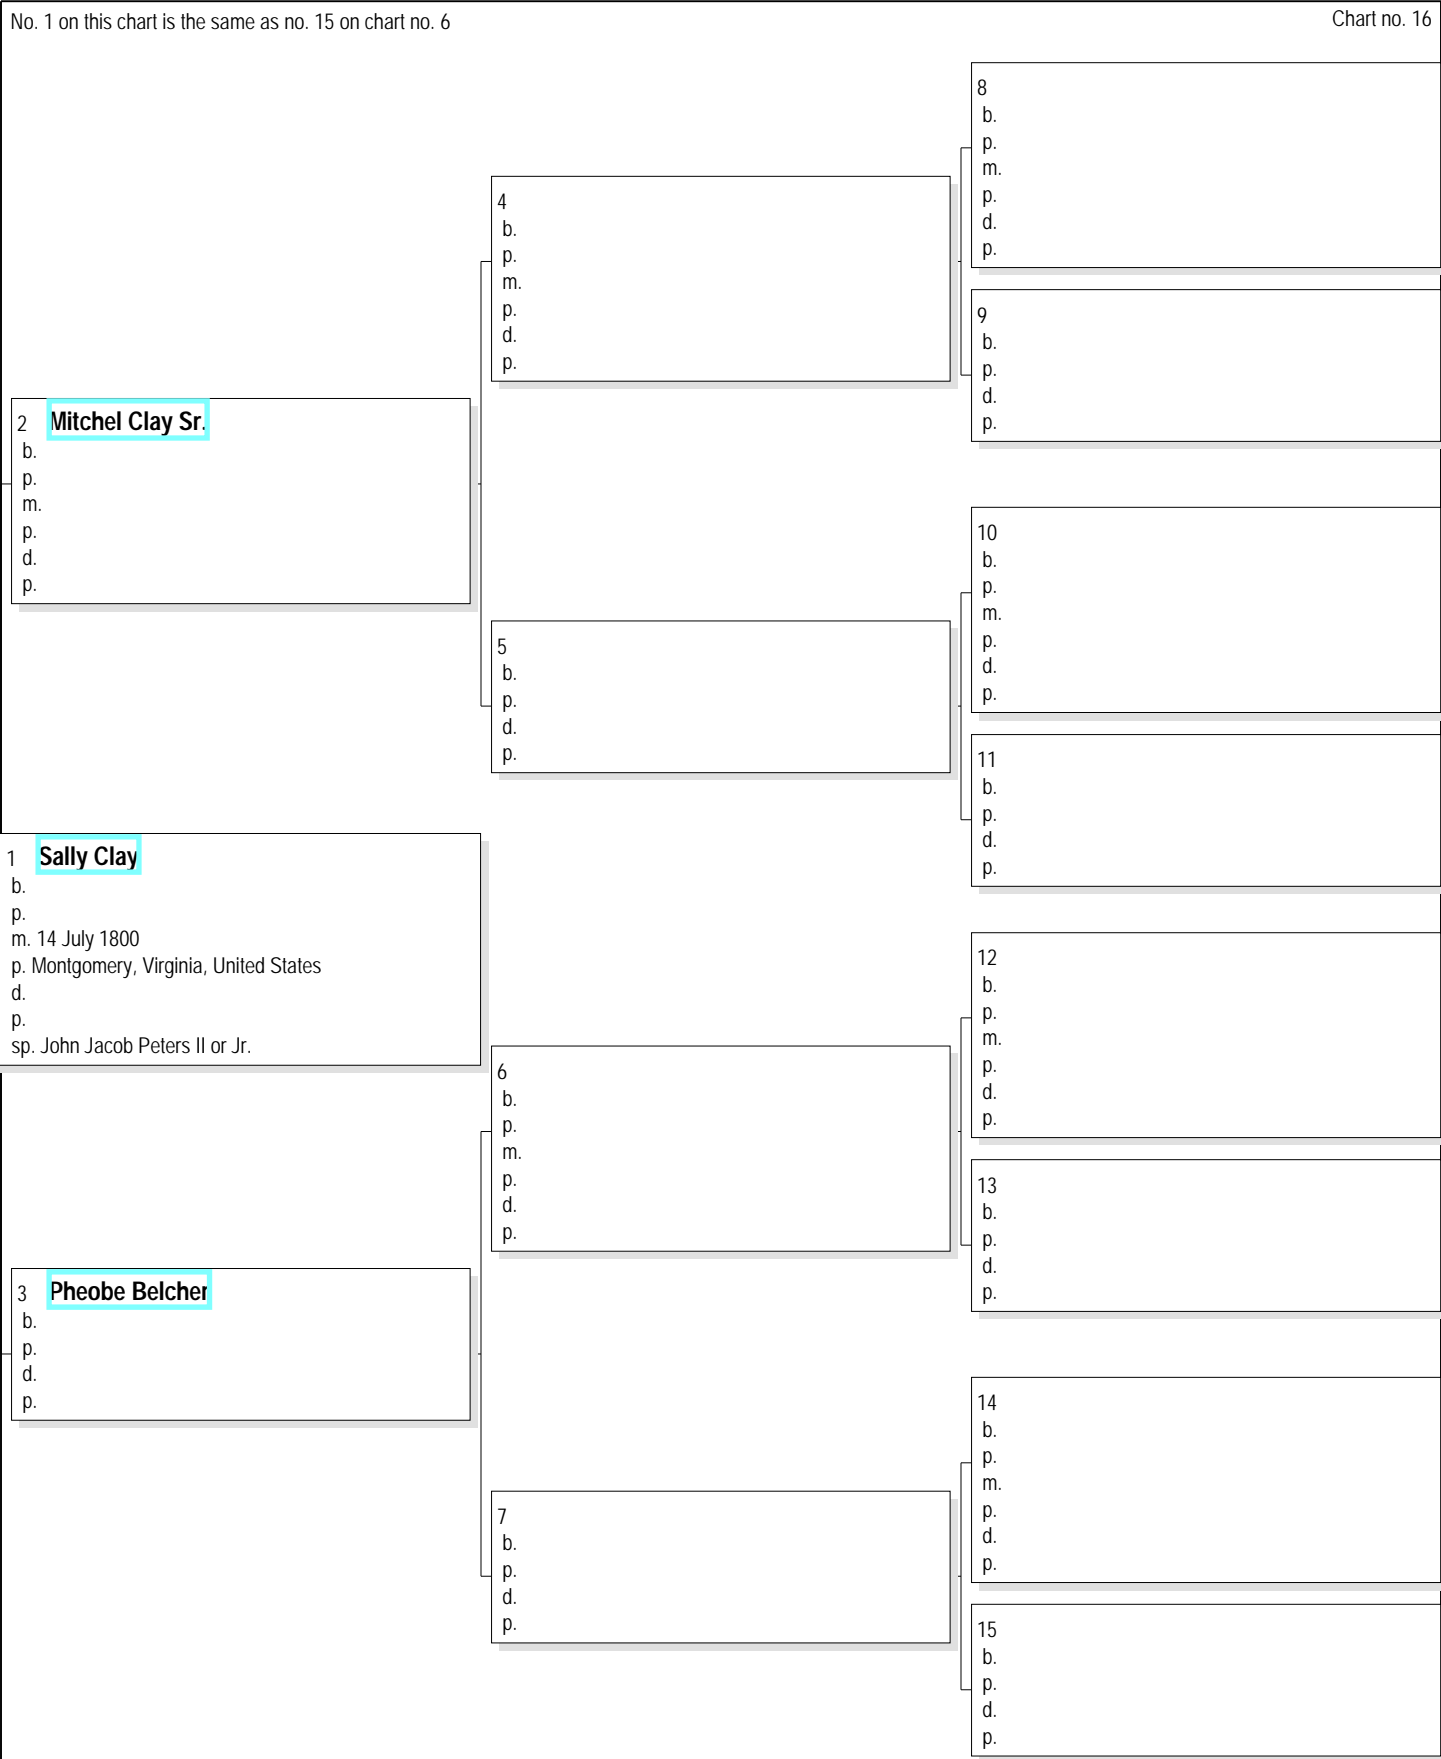 No. 1 on this chart is the same as no. 15 on chart no. 6
Chart no. 16
8
b.
p.
m.
p.
d.
p.
4
b.
p.
m.
p.
d.
p.
9
b.
p.
d.
p.
2 Mitchel Clay Sr.
b.
p.
m.
p.
d.
p.
10
b.
p.
m.
p.
d.
p.
5
b.
p.
d.
p.
11
b.
p.
d.
p.
1 Sally Clay
b.
p.
m. 14 July 1800
p. Montgomery, Virginia, United States
d.
p.
sp. John Jacob Peters II or Jr.
12
b.
p.
m.
p.
d.
p.
6
b.
p.
m.
p.
d.
p.
13
b.
p.
d.
p.
3 Pheobe Belcher
b.
p.
d.
p.
14
b.
p.
m.
p.
d.
p.
7
b.
p.
d.
p.
15
b.
p.
d.
p.